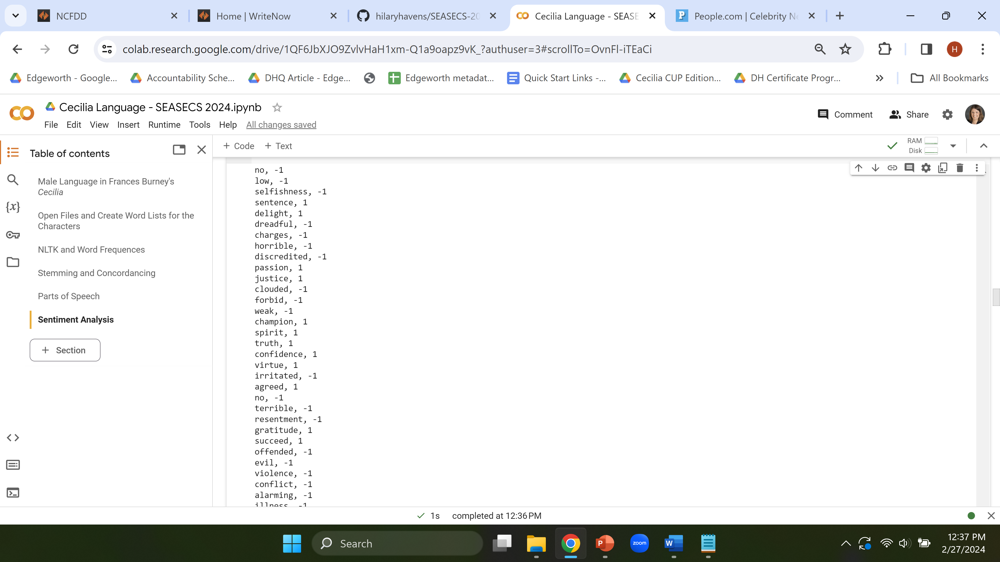 NCFDD
Home | WriteNow
hilaryhavens/SEASECS-20
Cecilia Language - SEASE
People.com | Celebrity Ne
colab.research.google.com/drive/1QF6JbXJO9ZvlvHaH1xm-Q1a9oapz9vK_?authuser=3#scrollTo=OvnFl-iTEaCi
H
Edgeworth - Google...
Accountability Sche...
DHQ Article - Edge...
Edgeworth metadat...
Quick Start Links -...
Cecilia CUP Edition...
DH Certificate Progr...
All Bookmarks
Cecilia Language - SEASECS 2024.ipynb
File Edit View Insert Runtime Tools Help All changes saved
Comment
Share
Table of contents
+ Code + Text
RAM
Disk
Male Language in Frances Burney's
Cecilia
Open Files and Create Word Lists for the
Characters
NLTK and Word Frequences
Stemming and Concordancing
Parts of Speech
Sentiment Analysis
+ Section
no, -1
low, -1
selfishness, -1
sentence, 1
delight, 1
dreadful, -1
charges, -1
horrible, -1
discredited, -1
passion, 1
justice, 1
clouded, -1
forbid, -1
weak, -1
champion, 1
spirit, 1
truth, 1
confidence, 1
virtue, 1
irritated, -1
agreed, 1
no, -1
terrible, -1
resentment, -1
gratitude, 1
succeed, 1
offended, -1
evil, -1
violence, -1
conflict, -1
alarming, -1
illness, -1
1s completed at 12:36 PM
Search
P
zoom
W
12:37 PM
2/27/2024